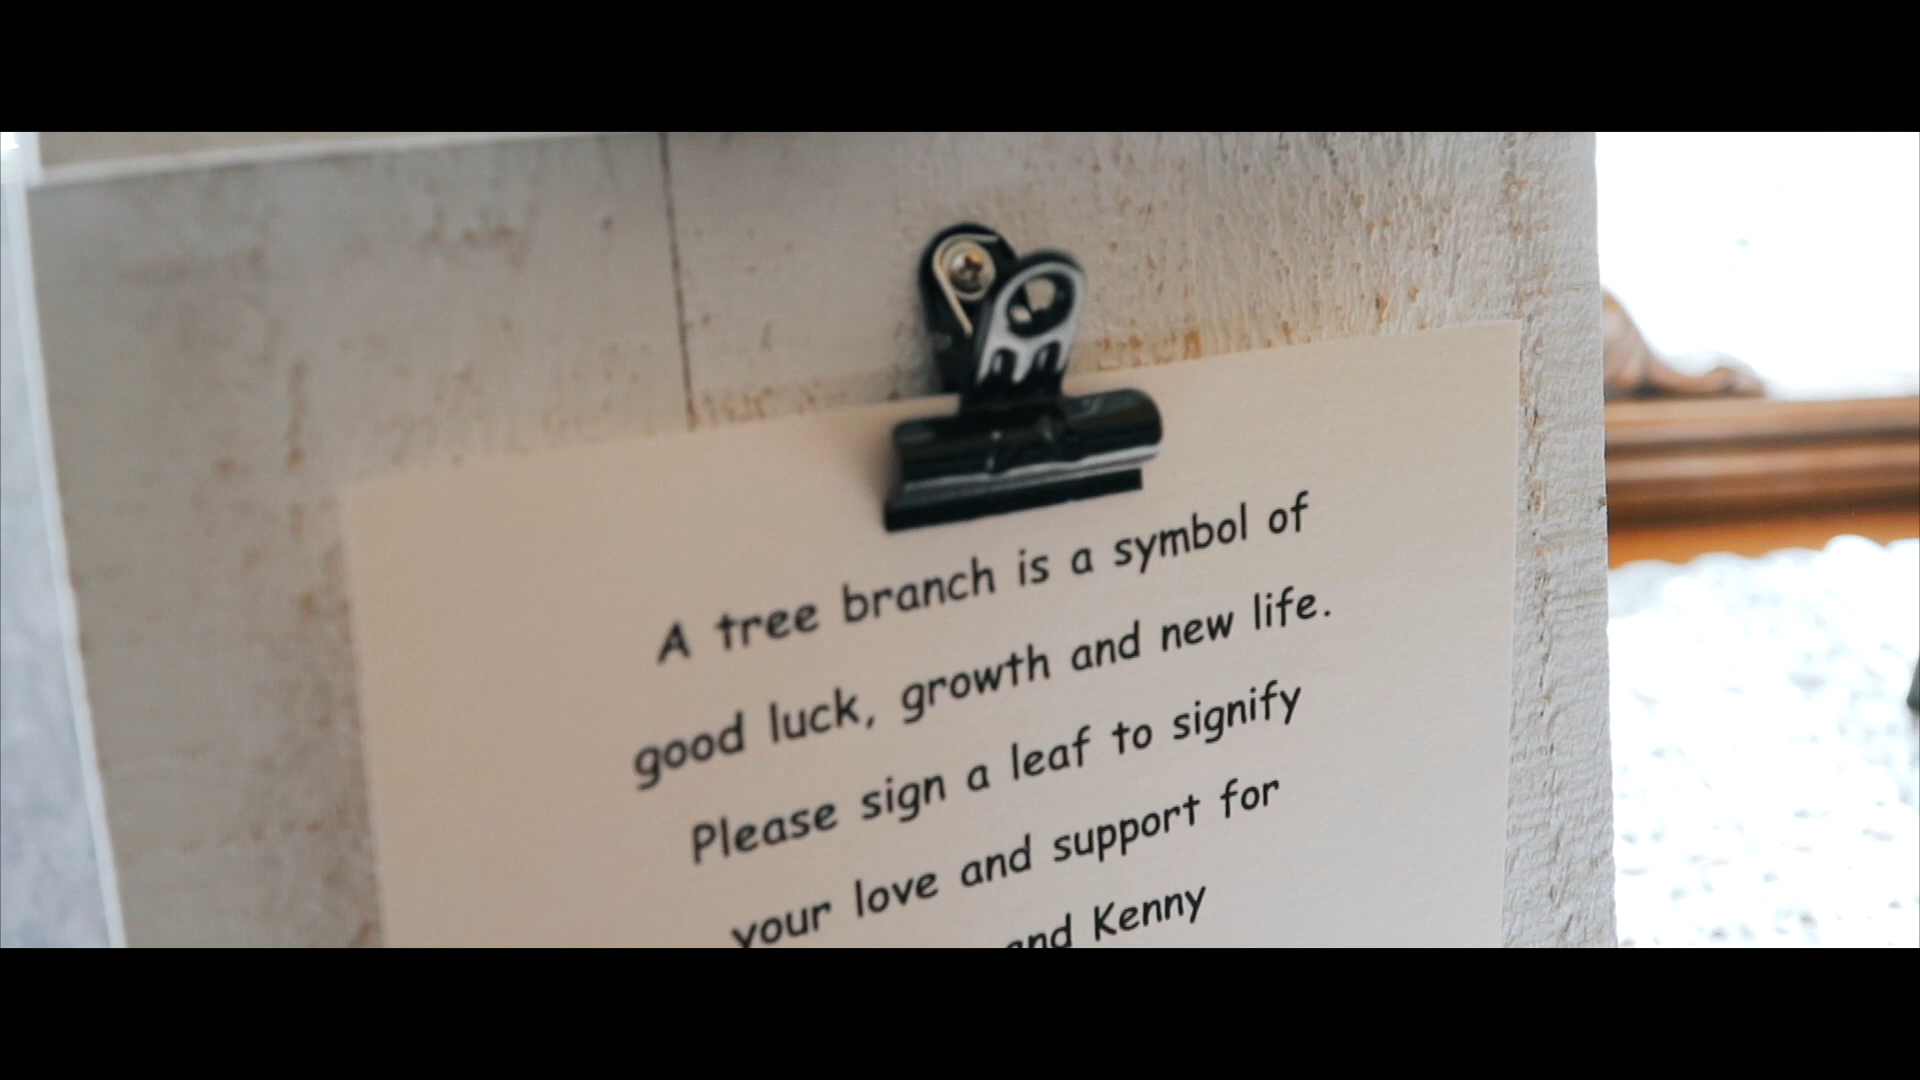 A tree branch is a symbol of
good luck, growth and new life.
Please sign a leaf to signify
your love and support for
and Kenny